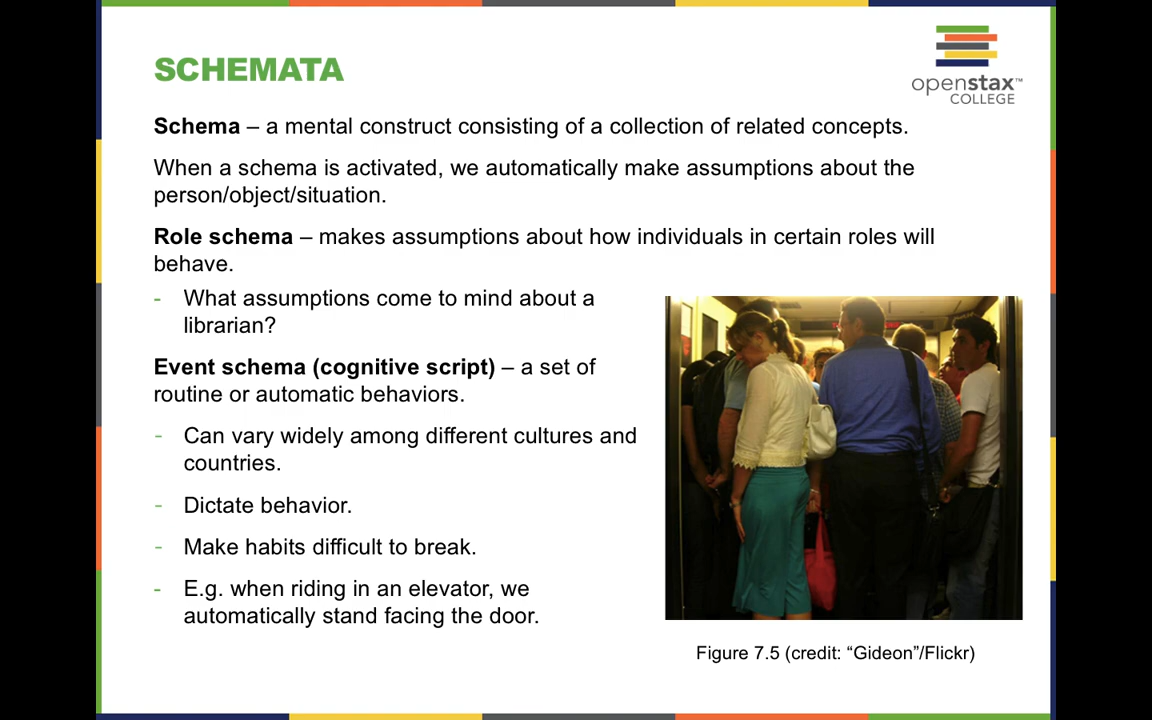 SCHEMATA
openstax™
COLLEGE
Schema – a mental construct consisting of a collection of related concepts.
When a schema is activated, we automatically make assumptions about the
person/object/situation.
Role schema – makes assumptions about how individuals in certain roles will
behave.
- What assumptions come to mind about a
librarian?
Event schema (cognitive script) – a set of
routine or automatic behaviors.
- Can vary widely among different cultures and
countries.
- Dictate behavior.
- Make habits difficult to break.
- E.g. when riding in an elevator, we
automatically stand facing the door.
Figure 7.5 (credit: “Gideon”/Flickr)